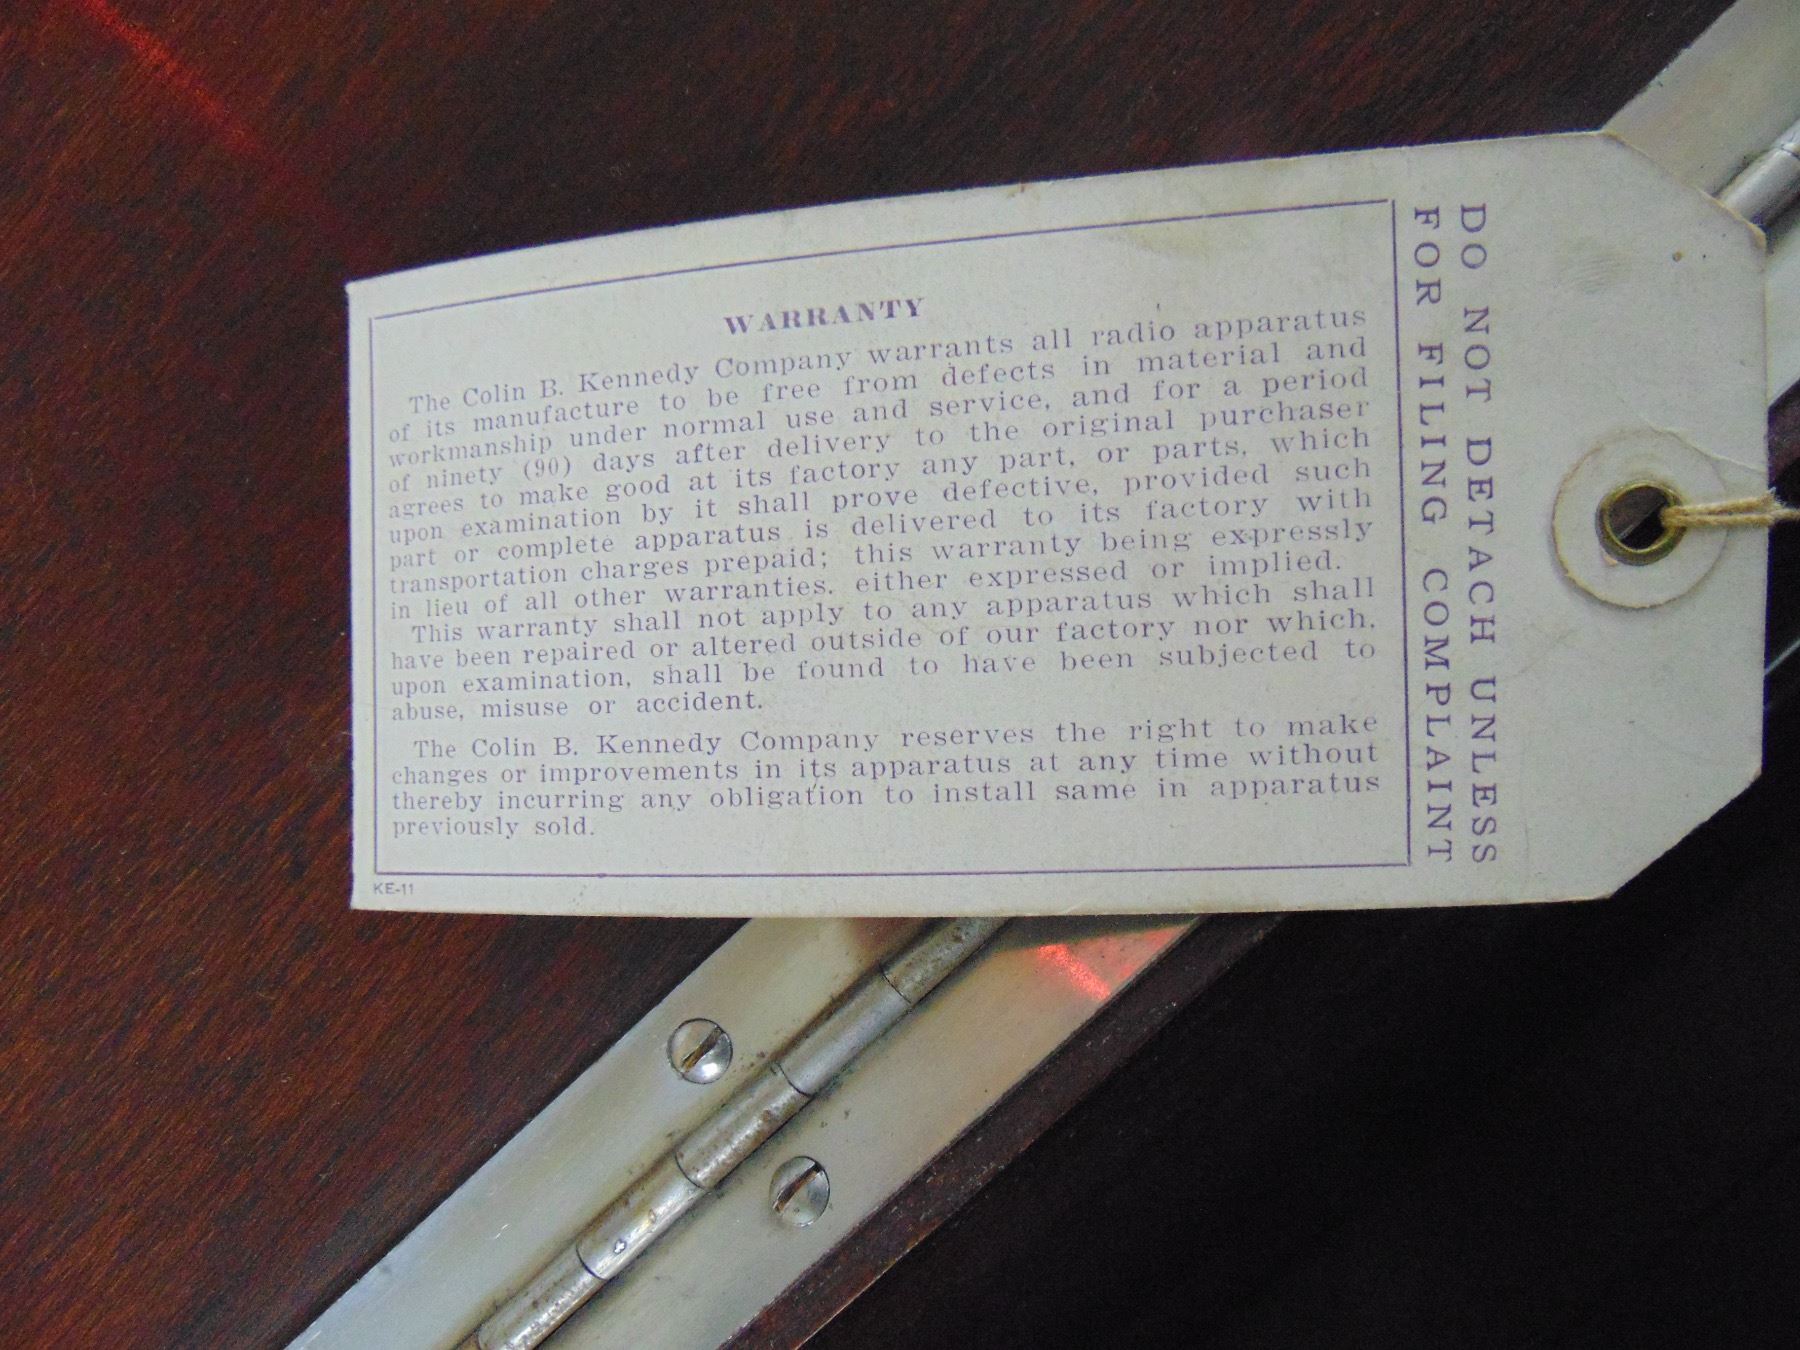 WARRANTY
The Colin B. Kennedy Company warrants all radio apparatus
of its manufacture to be free from defects in material and
workmanship under normal use and service, and for a period
of ninety (90) days after delivery to the original purchaser
agrees to make good at its factory any part, or parts, which
upon examination by it shall prove defective, provided such
part or complete apparatus is delivered to its factory with
transportation charges prepaid; this warranty being expressly
in lieu of all other warranties. either expressed or implied.
This warranty shall not apply to any apparatus which shall
have been repaired or altered outside of our factory nor which,
upon examination, shall be found to have been subjected to
abuse, misuse or accident.
The Colin B. Kennedy Company reserves the right to make
changes or improvements in its apparatus at any time without
thereby incurring any obligation to install same in apparatus
previously sold.
KE-11
DO NOT DETACH UNLESS
FOR FILING COMPLAINT